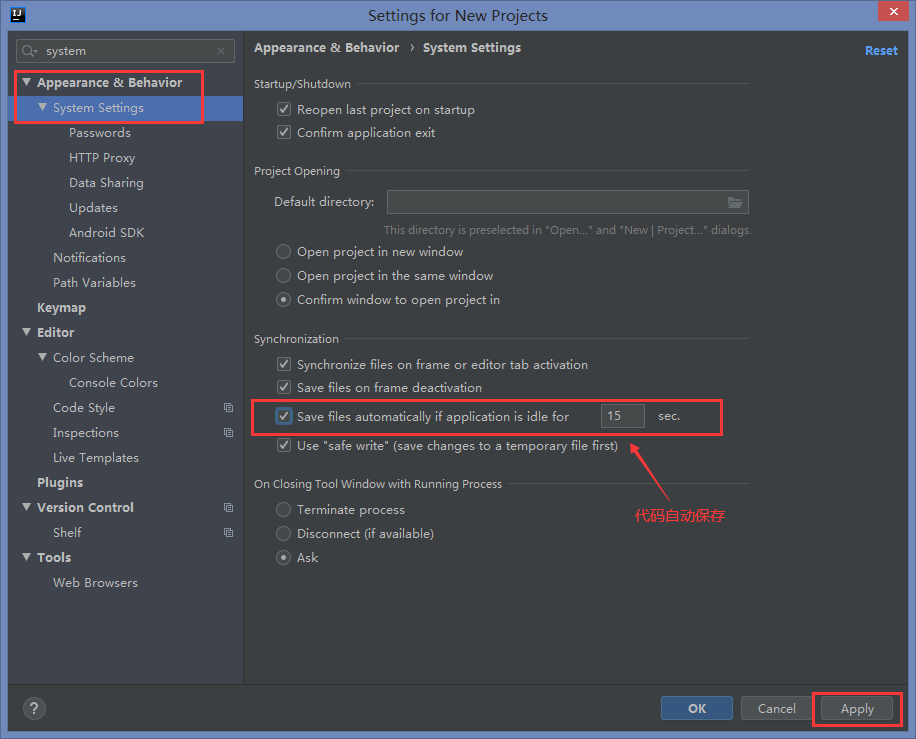 IJ
Settings for New Projects
system
Appearance & Behavior
System Settings
Passwords
HTTP Proxy
Data Sharing
Updates
Android SDK
Notifications
Path Variables
Keymap
Editor
Color Scheme
Console Colors
Code Style
Inspections
Live Templates
Plugins
Version Control
Shelf
Tools
Web Browsers
Appearance & Behavior › System Settings
Reset
Startup/Shutdown
Reopen last project on startup
Confirm application exit
Project Opening
Default directory:
This directory is preselected in "Open..." and "New | Project..." dialogs.
Open project in new window
Open project in the same window
Confirm window to open project in
Synchronization
Synchronize files on frame or editor tab activation
Save files on frame deactivation
Save files automatically if application is idle for 15 sec.
Use "safe write" (save changes to a temporary file first)
代码自动保存
On Closing Tool Window with Running Process
Terminate process
Disconnect (if available)
Ask
?
OK
Cancel
Apply